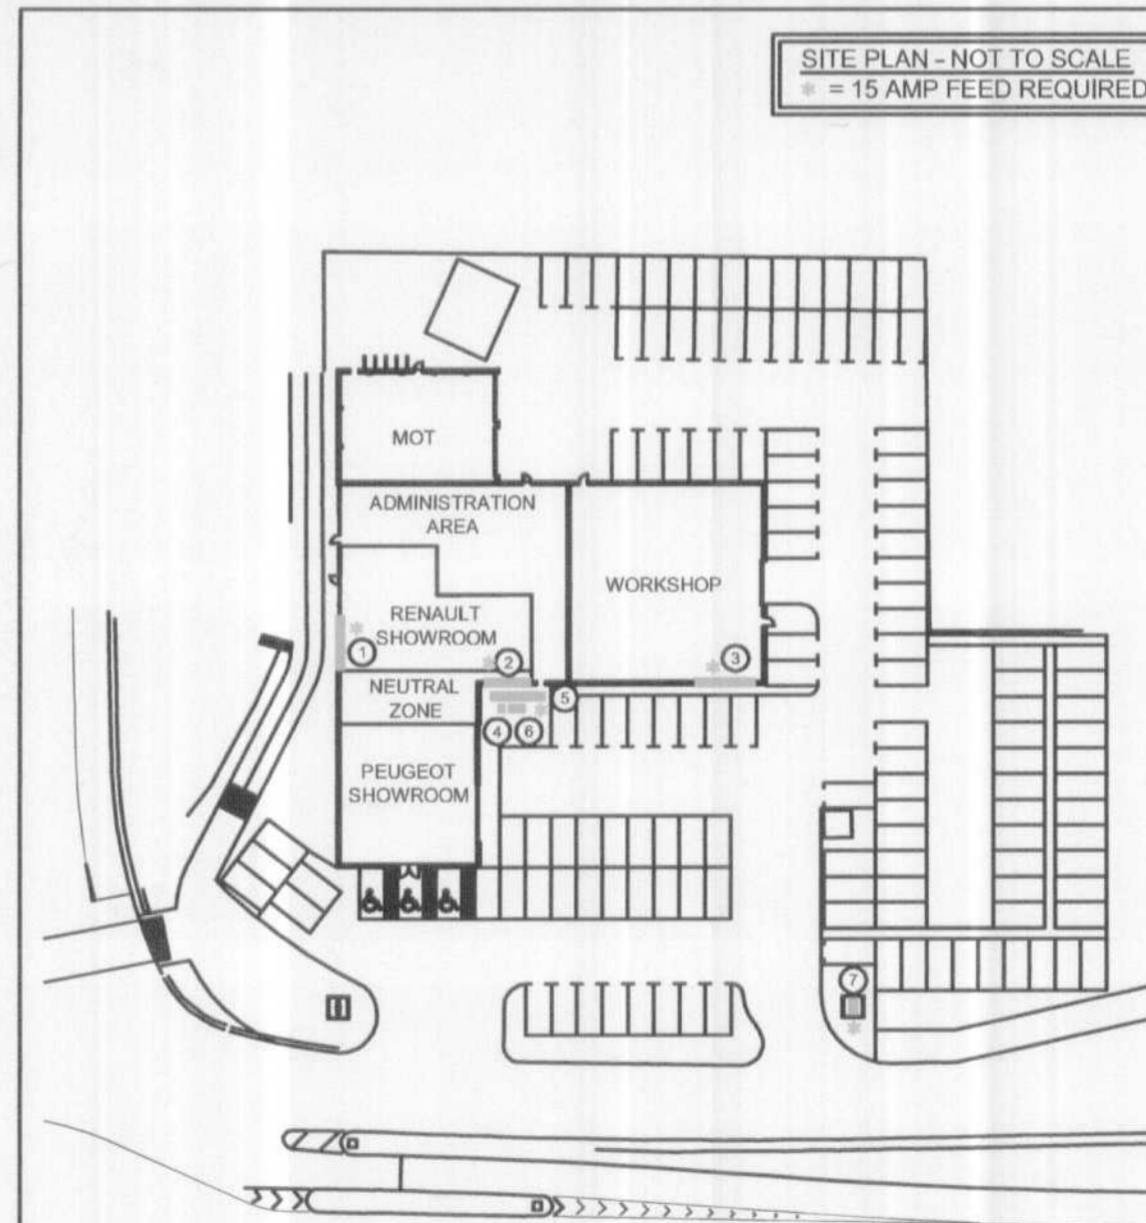 SITE PLAN - NOT TO SCALE
* = 15 AMP FEED REQUIRED
MOT
ADMINISTRATION
AREA
WORKSHOP
RENAULT
SHOWROOM
*
1
*
2
*
3
NEUTRAL
ZONE
*
5
4
6
PEUGEOT
SHOWROOM
7
*